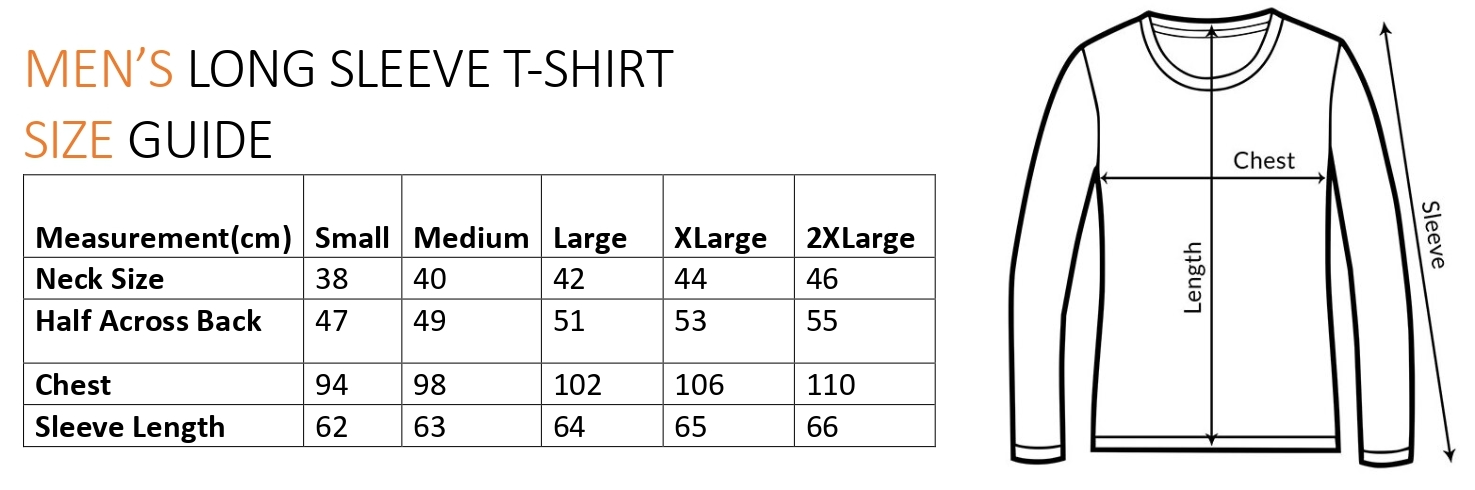 MEN’S LONG SLEEVE T-SHIRT
SIZE GUIDE
Measurement(cm) Small Medium Large XLarge 2XLarge
Neck Size 38 40 42 44 46
Half Across Back 47 49 51 53 55
Chest 94 98 102 106 110
Sleeve Length 62 63 64 65 66
Chest
Length
Sleeve